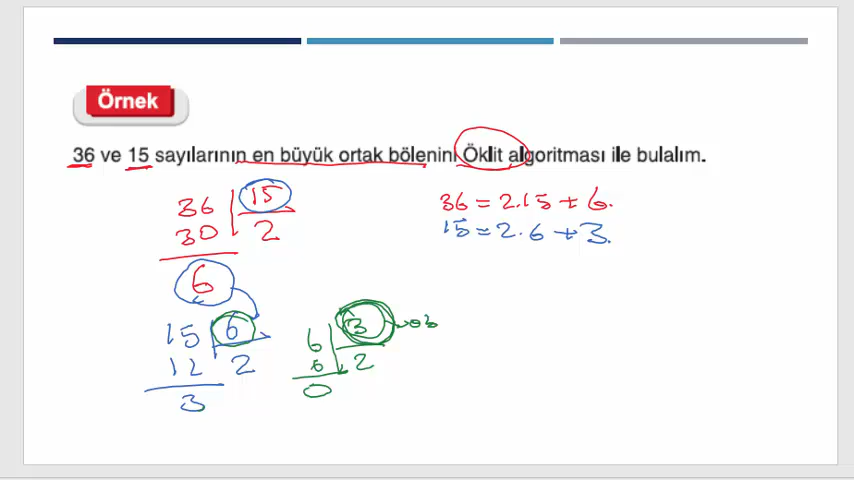 Örnek
36 ve 15 sayılarının en büyük ortak bölenini Öklit algoritması ile bulalım.
36 15
30 2
6
36 = 2.15 + 6.
15 = 2.6 + 3.
15 6
12 2
3
6 3
6 2
0